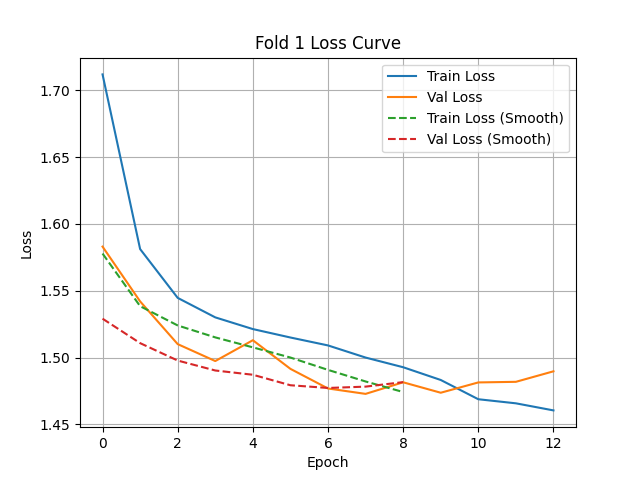 Fold 1 Loss Curve
Train Loss
Val Loss
Train Loss (Smooth)
Val Loss (Smooth)
Loss
1.70
1.65
1.60
1.55
1.50
1.45
0 2 4 6 8 10 12
Epoch